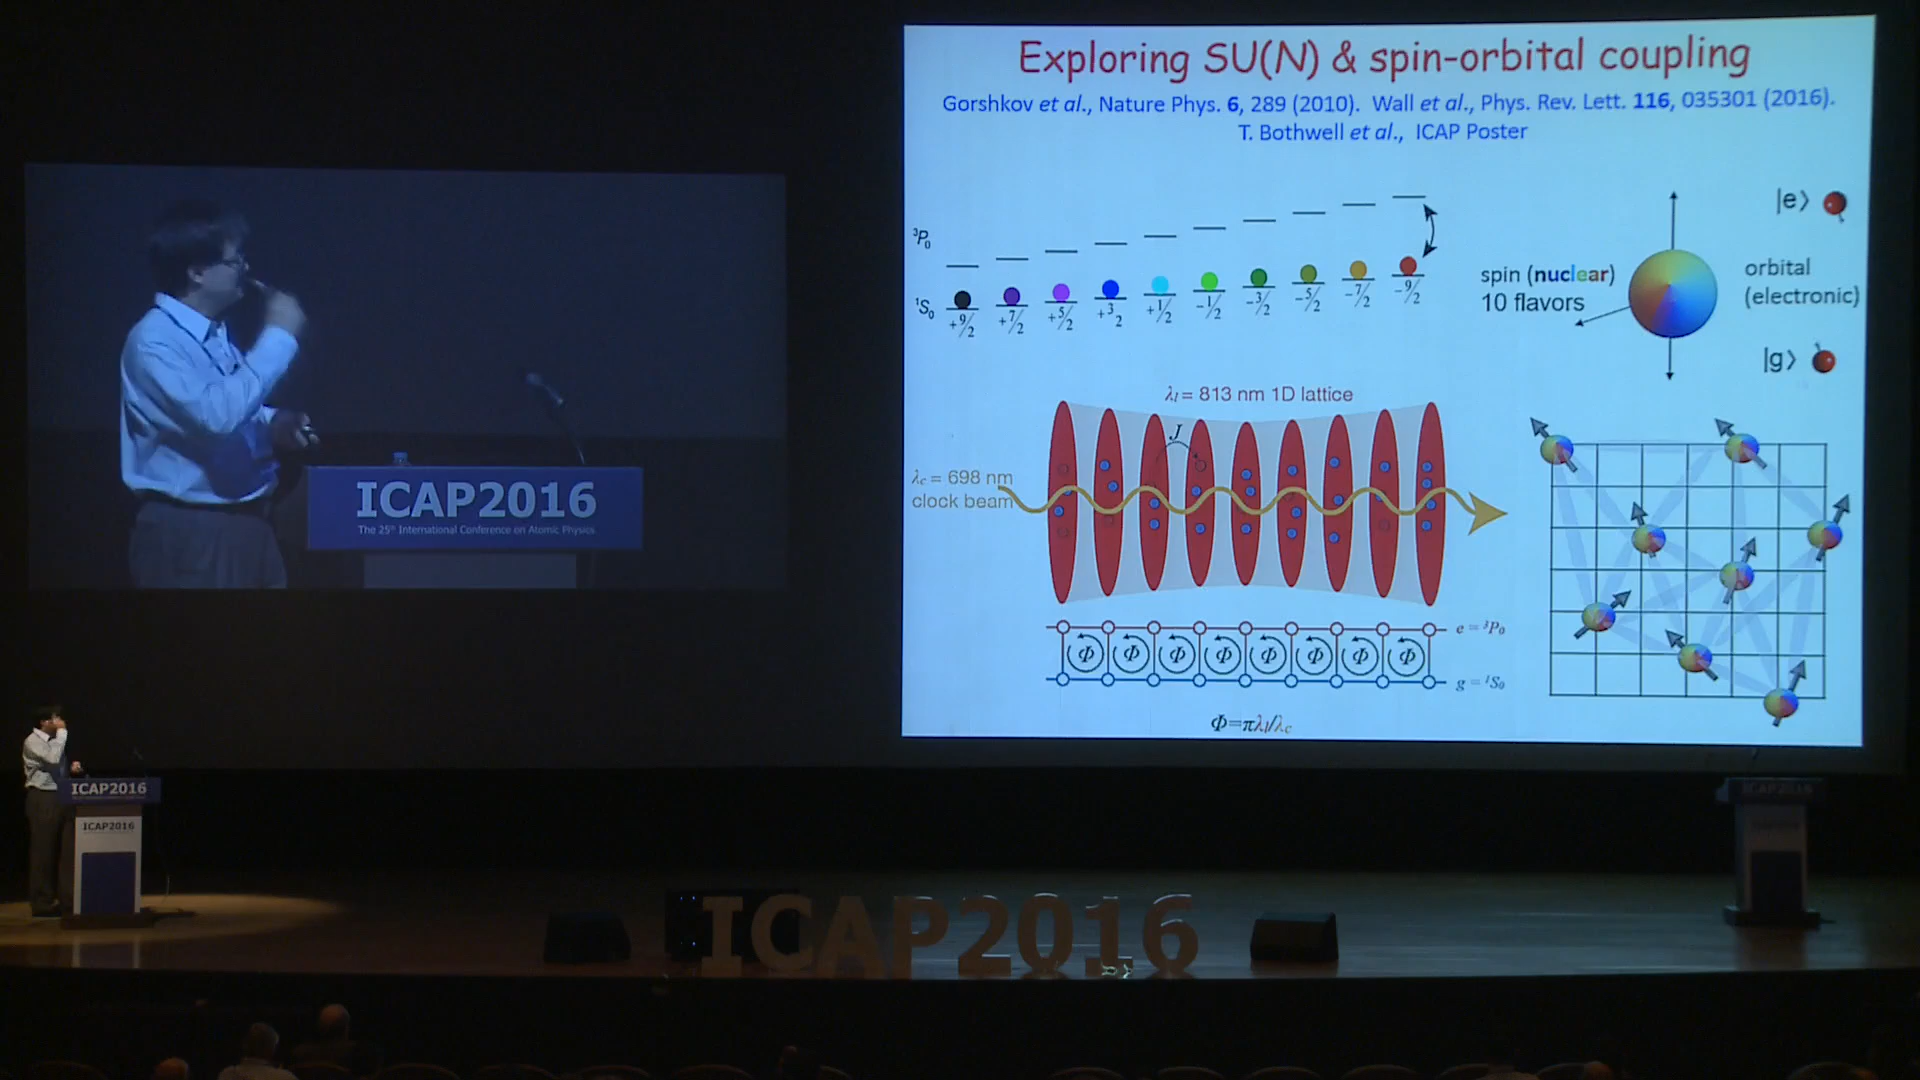 Exploring SU(N) & spin-orbital coupling
Gorshkov et al., Nature Phys. 6, 289 (2010). Wall et al., Phys. Rev. Lett. 116, 035301 (2016).
T. Bothwell et al., ICAP Poster
³P₀
¹S₀
+9/2 +7/2 +5/2 +3/2 +1/2 -1/2 -3/2 -5/2 -7/2 -9/2
|e⟩
spin (nuclear)
10 flavors
orbital
(electronic)
|g⟩
λₗ = 813 nm 1D lattice
J
λ꜀ = 698 nm
clock beam
e = ³P₀
Φ Φ Φ Φ Φ Φ Φ Φ
g = ¹S₀
Φ=πλₗ/λ꜀
ICAP2016
The 25th International Conference on Atomic Physics
ICAP2016
ICAP2016
ICAP2016
ICAP2016